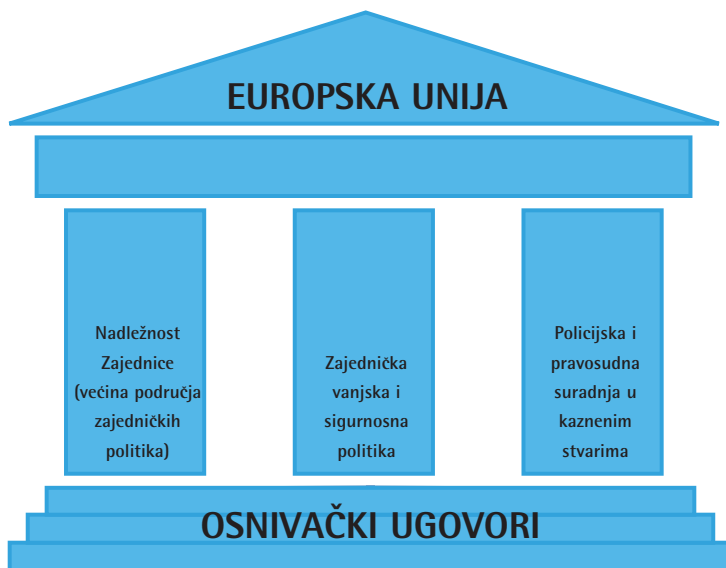 EUROPSKA UNIJA
Nadležnost
Zajednice
(većina područja
zajedničkih
politika)
Zajednička
vanjska i
sigurnosna
politika
Policijska i
pravosudna
suradnja u
kaznenim
stvarima
OSNIVAČKI UGOVORI